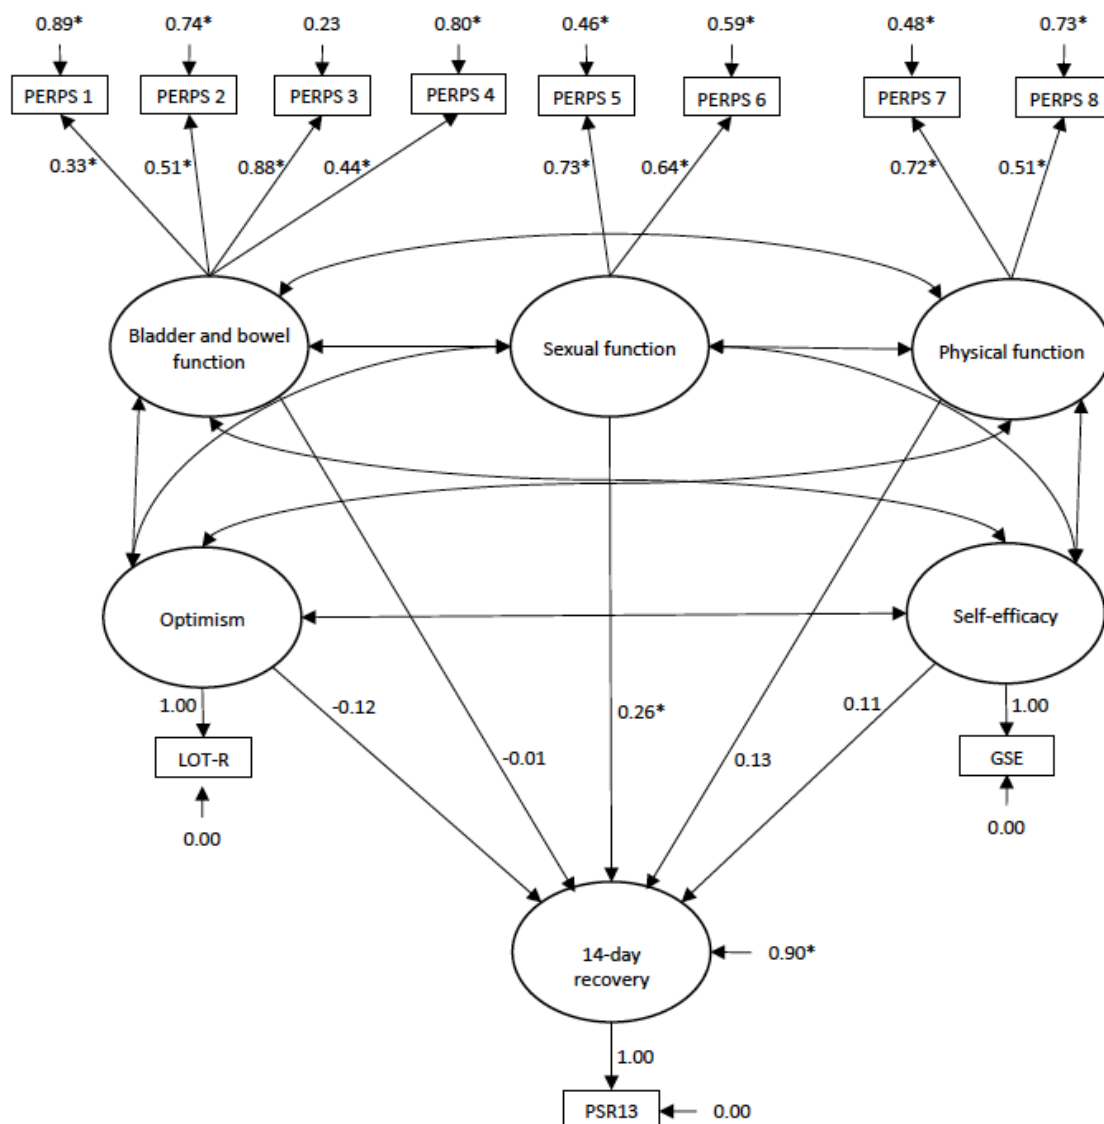 0.89* 0.74* 0.23 0.80* 0.46* 0.59* 0.48* 0.73*
PERPS 1 PERPS 2 PERPS 3 PERPS 4 PERPS 5 PERPS 6 PERPS 7 PERPS 8
0.33* 0.51* 0.88* 0.44* 0.73* 0.64* 0.72* 0.51*
Bladder and bowel
function
Sexual function
Physical function
Optimism
Self-efficacy
1.00 -0.12 0.26* 0.11 1.00
LOT-R -0.01 0.13 GSE
0.00 0.00
14-day
recovery
0.90*
1.00
PSR13 0.00